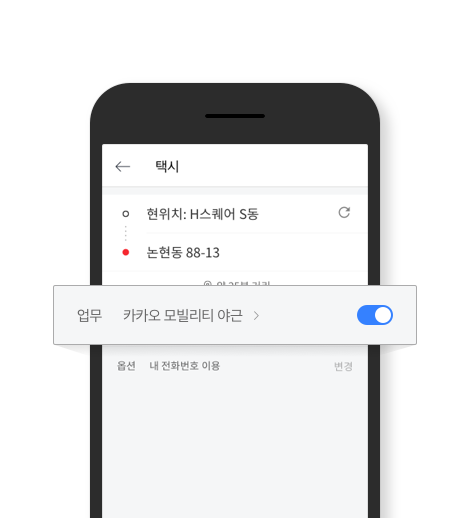 택시
현위치: H스퀘어 S동
논현동 88-13
업무 카카오 모빌리티 야근 >
옵션 내 전화번호 이용 변경